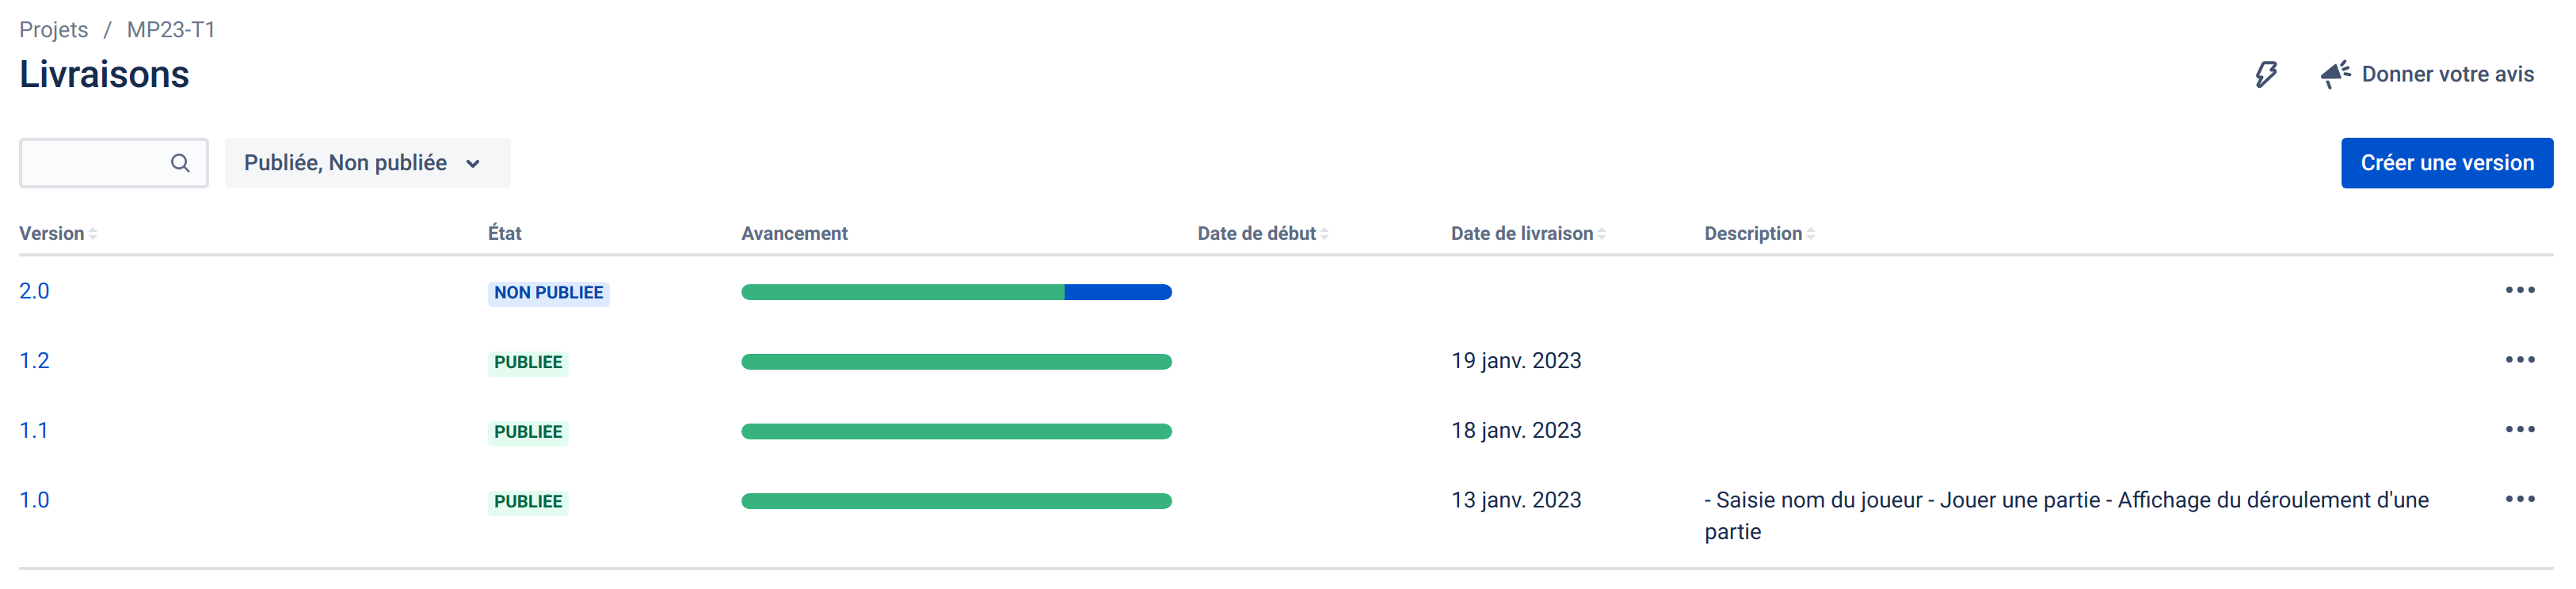 Projets / MP23-T1
Livraisons
Donner votre avis
Publiée, Non publiée
Créer une version
Version État Avancement Date de début Date de livraison Description
2.0 NON PUBLIEE
1.2 PUBLIEE 19 janv. 2023
1.1 PUBLIEE 18 janv. 2023
1.0 PUBLIEE 13 janv. 2023 - Saisie nom du joueur - Jouer une partie - Affichage du déroulement d'une
partie